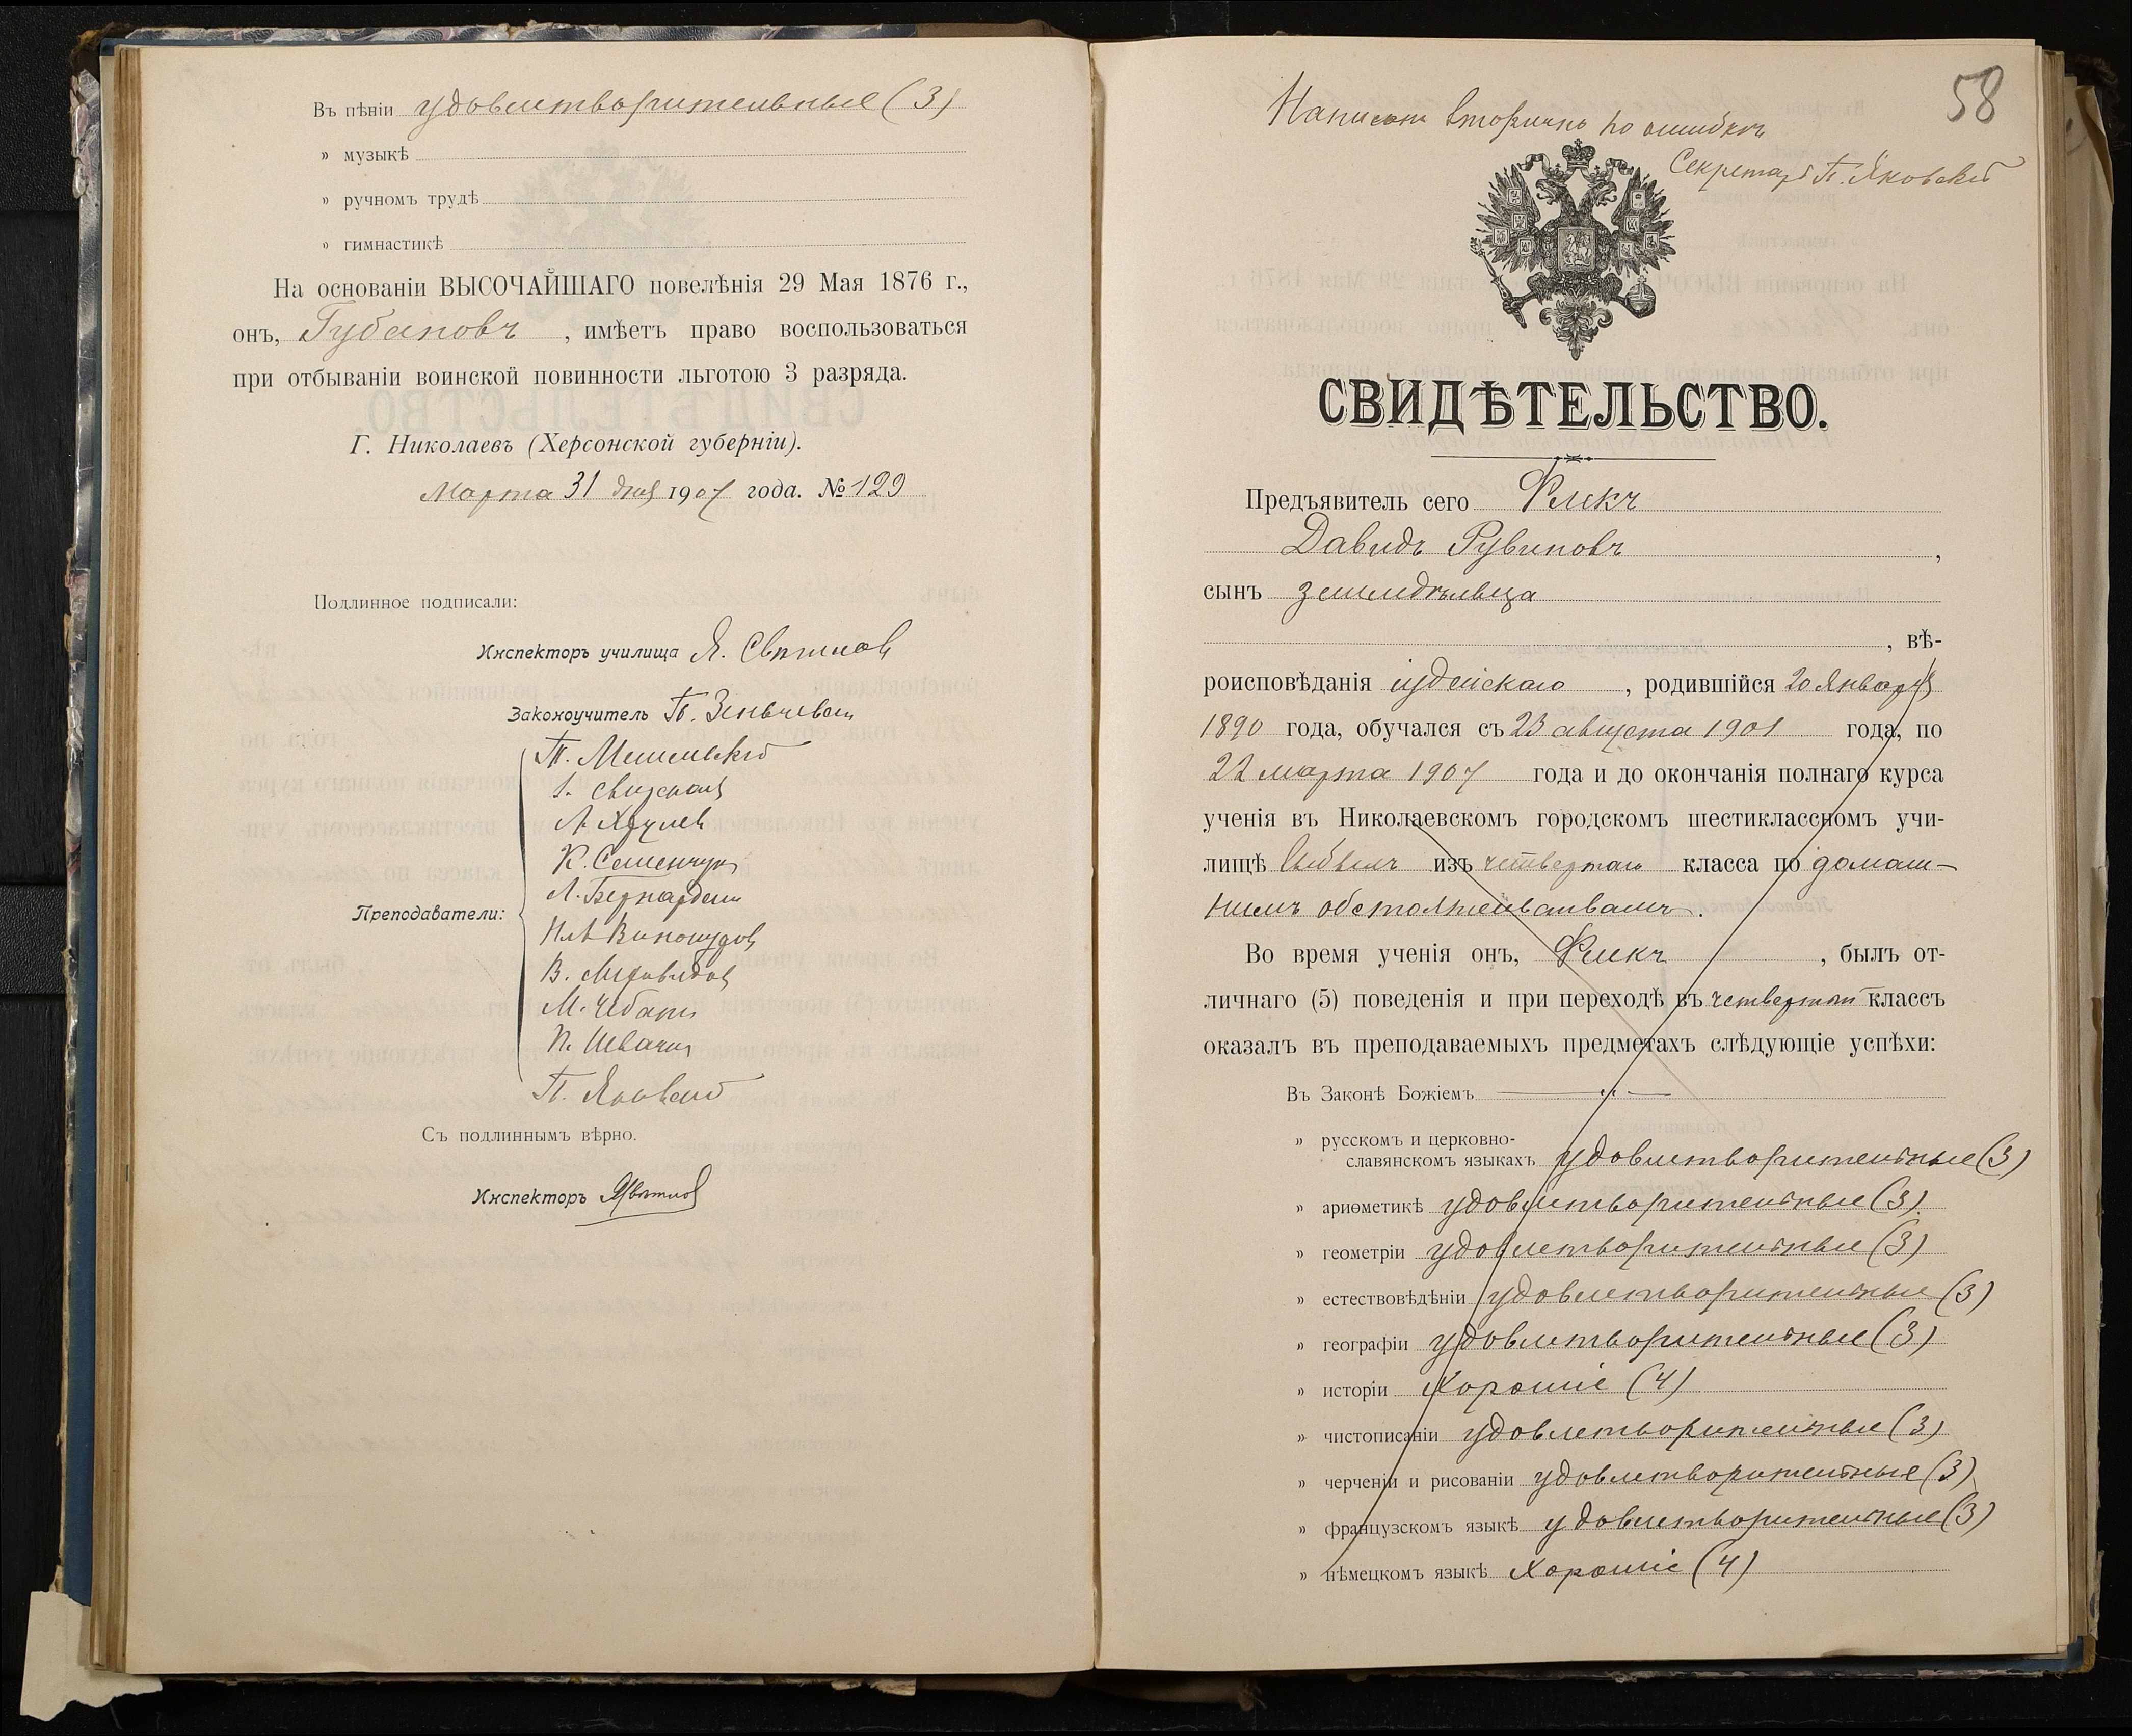 Въ пѣніи удовлетворительные (3)
» музыкѣ
» ручномъ трудѣ
» гимнастикѣ
На основаніи ВЫСОЧАЙШАГО повелѣнія 29 Мая 1876 г.,
онъ, Губановъ, имѣетъ право воспользоваться
при отбываніи воинской повинности льготою 3 разряда.
Г. Николаевъ (Херсонской губерніи).
Марта 31 дня 1907 года. № 129
Подлинное подписали:
Инспекторъ училища Я.
Законоучитель П.
П.
К. Семенчукъ
Л. Бернардъ
Преподаватели:
В.
М. Чебанъ
П.
П. Яковскій
Съ подлиннымъ вѣрно.
Инспекторъ
58
Написано вторично по ошибкѣ
Секретарь П. Яковскій
СВИДѢТЕЛЬСТВО.
Предъявитель сего Фликъ
Давидъ Рувиновъ,
сынъ земледѣльца
, вѣ-
роисповѣданія іудейскаго, родившійся 20 Января
1890 года, обучался съ 23 августа 1901 года, по
22 марта 1907 года и до окончанія полнаго курса
ученія въ Николаевскомъ городскомъ шестиклассномъ учи-
лищѣ выбылъ изъ четвертаго класса по домаш-
нимъ обстоятельствамъ.
Во время ученія онъ, Фликъ, былъ от-
личнаго (5) поведенія и при переходѣ въ четвертый классъ
оказалъ въ преподаваемыхъ предметахъ слѣдующіе успѣхи:
Въ Законѣ Божіемъ —
» русскомъ и церковно-
славянскомъ языкахъ удовлетворительные (3)
» ариѳметикѣ удовлетворительные (3)
» геометріи удовлетворительные (3)
» естествовѣдѣніи удовлетворительные (3)
» географіи удовлетворительные (3)
» исторіи хорошіе (4)
» чистописаніи удовлетворительные (3)
» черченіи и рисованіи удовлетворительные (3)
» французскомъ языкѣ удовлетворительные (3)
» нѣмецкомъ языкѣ хорошіе (4)